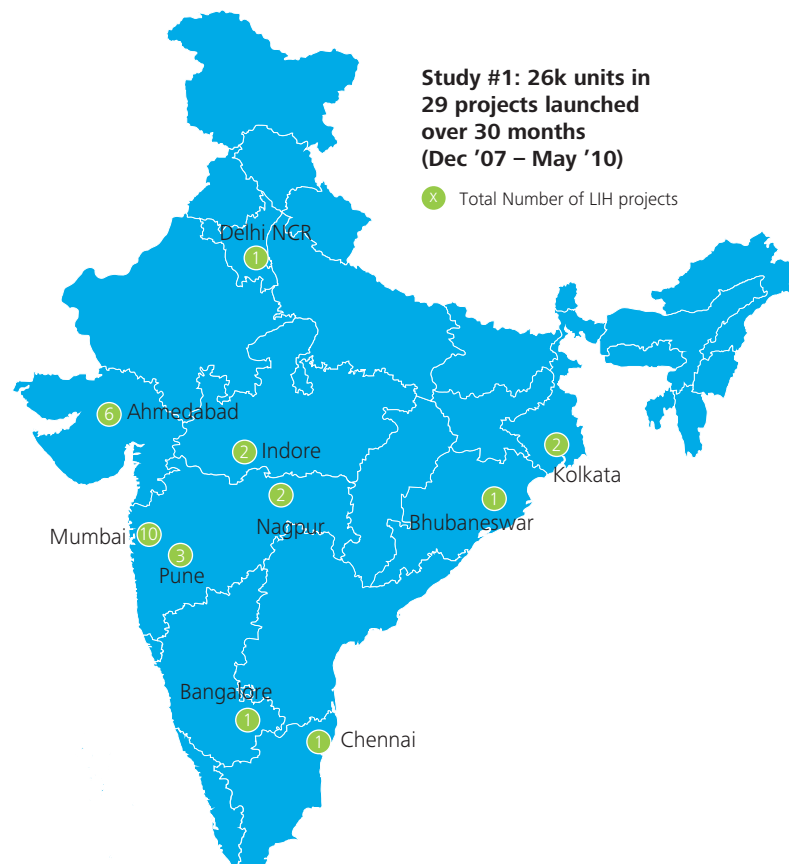 Study #1: 26k units in
29 projects launched
over 30 months
(Dec ’07 – May ’10)
X Total Number of LIH projects
Delhi NCR
1
6 Ahmedabad
2 Indore
2
Kolkata
2
Nagpur
1
Bhubaneswar
Mumbai 10
3
Pune
Bangalore
1
1 Chennai